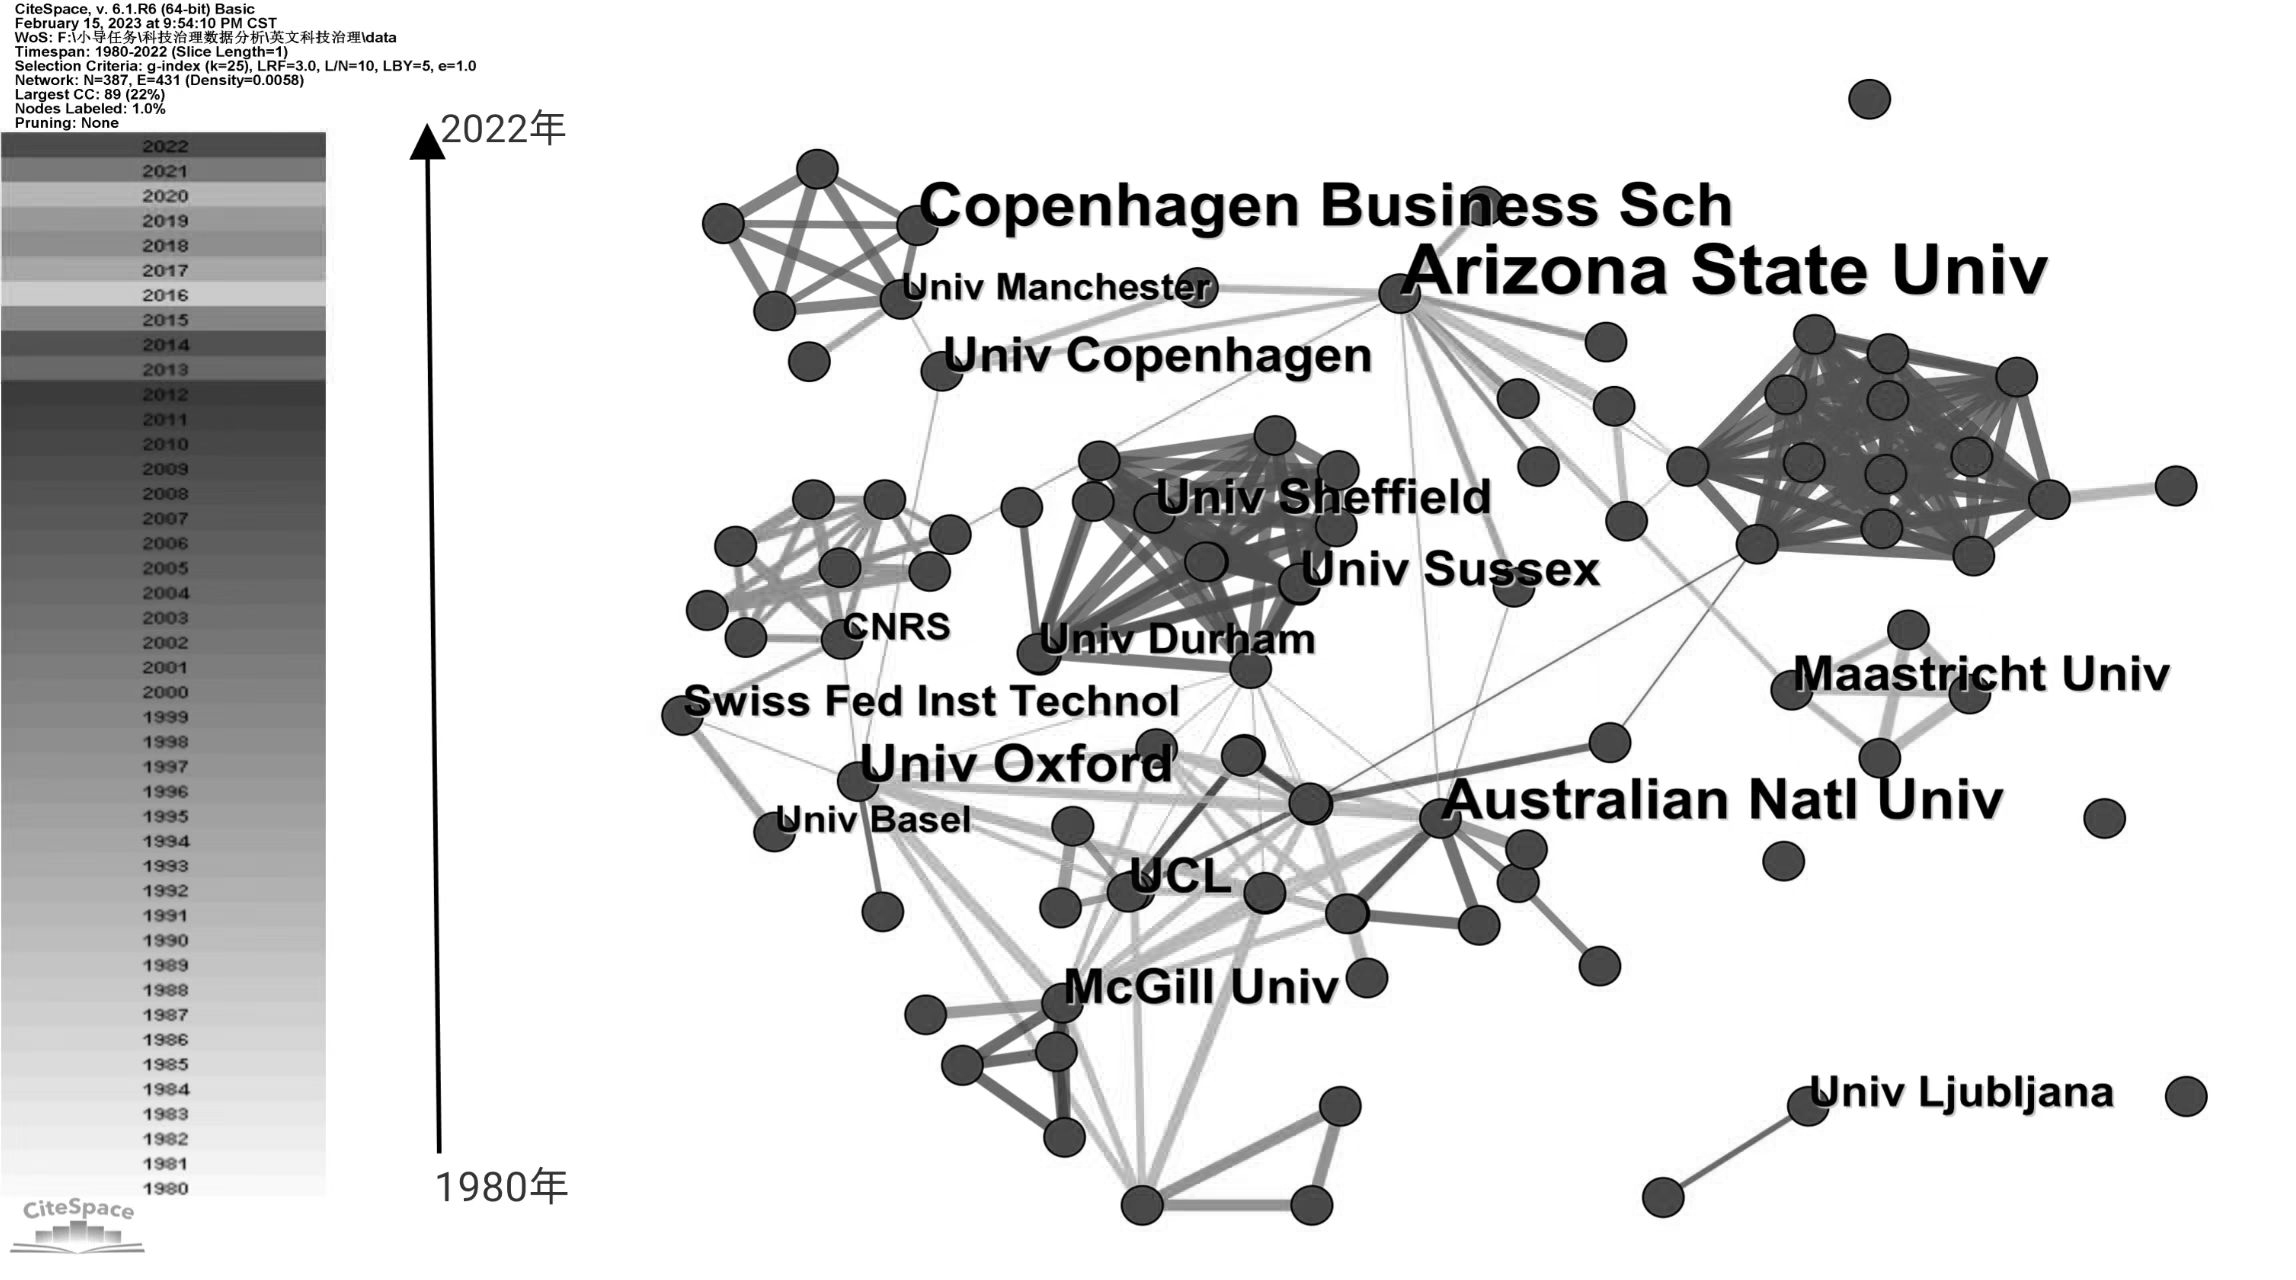 CiteSpace, v. 6.1.R6 (64-bit) Basic
February 15, 2023 at 9:54:10 PM CST
WoS: F:\小导任务\科技治理数据分析\英文科技治理\data
Timespan: 1980-2022 (Slice Length=1)
Selection Criteria: g-index (k=25), LRF=3.0, L/N=10, LBY=5, e=1.0
Network: N=387, E=431 (Density=0.0058)
Largest CC: 89 (22%)
Nodes Labeled: 1.0%
Pruning: None
2022
2021
2020
2019
2018
2017
2016
2015
2014
2013
2012
2011
2010
2009
2008
2007
2006
2005
2004
2003
2002
2001
2000
1999
1998
1997
1996
1995
1994
1993
1992
1991
1990
1989
1988
1987
1986
1985
1984
1983
1982
1981
1980
CiteSpace
2022年
1980年
Copenhagen Business Sch
Arizona State Univ
Univ Manchester
Univ Copenhagen
Univ Sheffield
Univ Sussex
CNRS
Univ Durham
Maastricht Univ
Swiss Fed Inst Technol
Univ Oxford
Australian Natl Univ
Univ Basel
UCL
McGill Univ
Univ Ljubljana